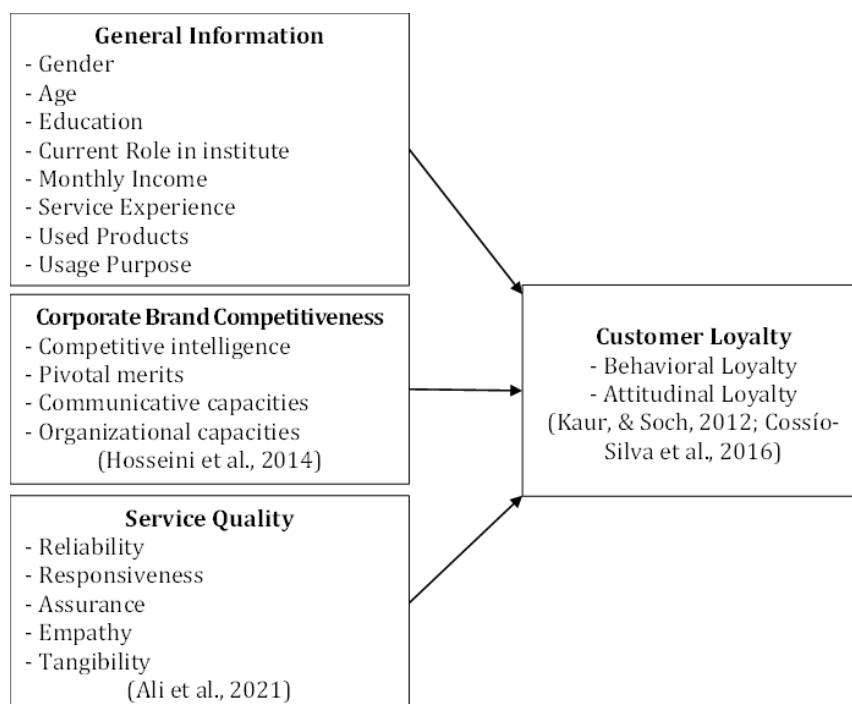 General Information
- Gender
- Age
- Education
- Current Role in institute
- Monthly Income
- Service Experience
- Used Products
- Usage Purpose
Corporate Brand Competitiveness
- Competitive intelligence
- Pivotal merits
- Communicative capacities
- Organizational capacities
(Hosseini et al., 2014)
Service Quality
- Reliability
- Responsiveness
- Assurance
- Empathy
- Tangibility
(Ali et al., 2021)
Customer Loyalty
- Behavioral Loyalty
- Attitudinal Loyalty
(Kaur, & Soch, 2012; Cossío-
Silva et al., 2016)